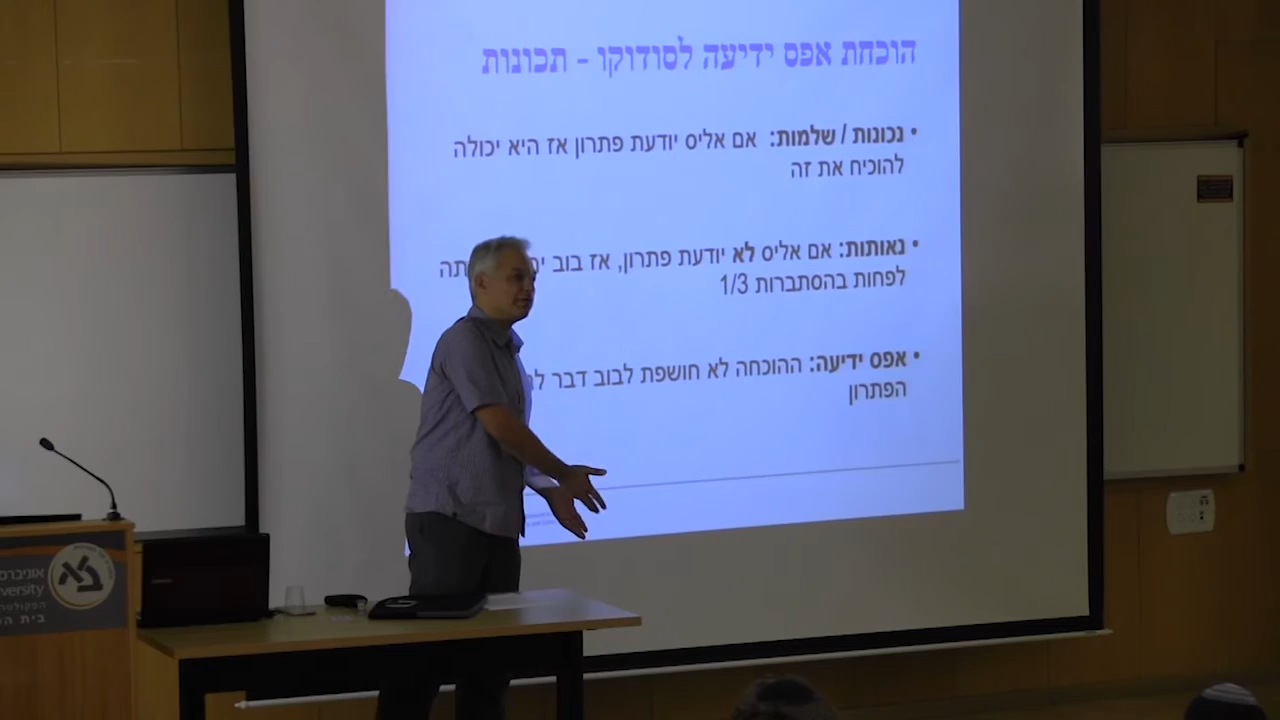 הוכחת אפס ידיעה לסודוקו - תכונות
• נכונות / שלמות: אם אליס יודעת פתרון אז היא יכולה
להוכיח את זה
• נאותות: אם אליס לא יודעת פתרון, אז בוב
לפחות בהסתברות 1/3
• אפס ידיעה: ההוכחה לא חושפת לבוב דבר
הפתרון